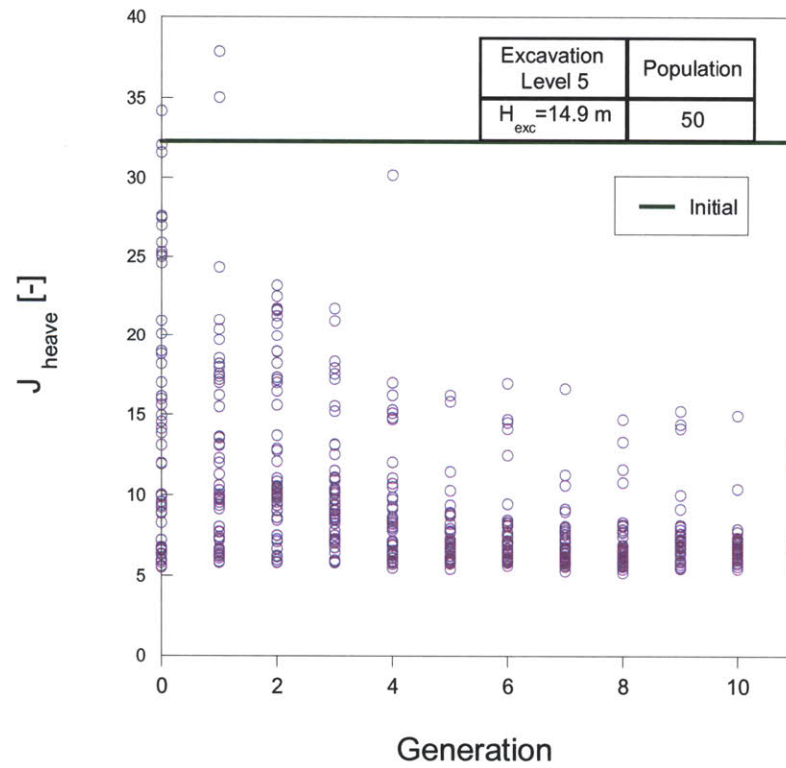 40
35
30
25
20
15
10
5
0
J heave [-]
Excavation Level 5
Population
H exc =14.9 m
50
Initial
0 2 4 6 8 10
Generation